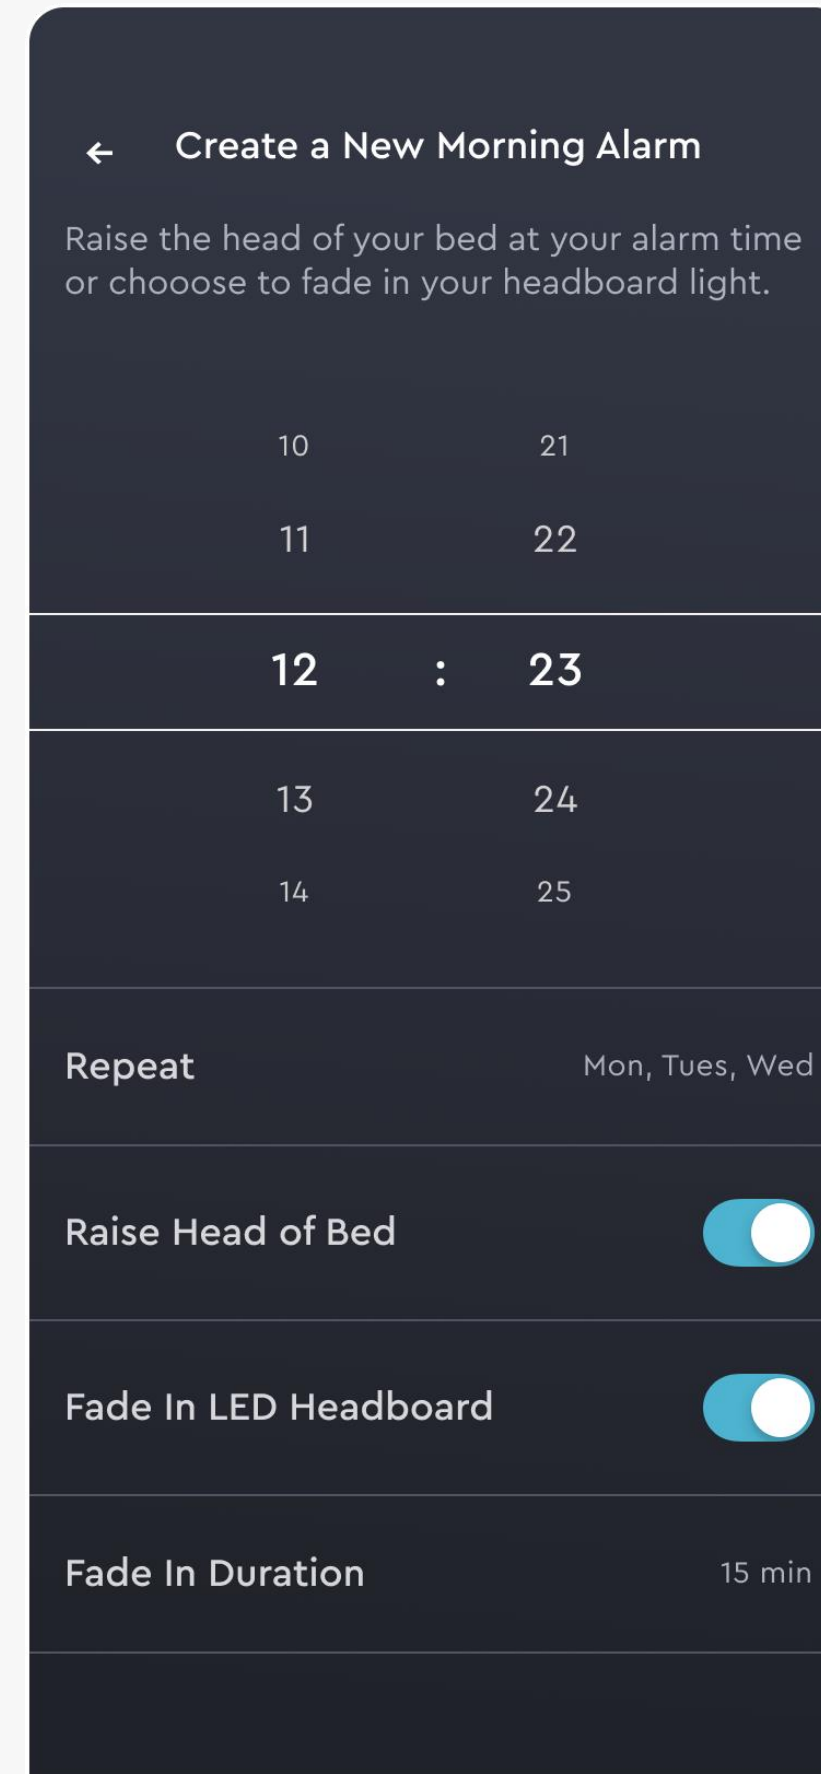 ← Create a New Morning Alarm
Raise the head of your bed at your alarm time
or chooose to fade in your headboard light.
10 21
11 22
12 : 23
13 24
14 25
Repeat Mon, Tues, Wed
Raise Head of Bed
Fade In LED Headboard
Fade In Duration 15 min